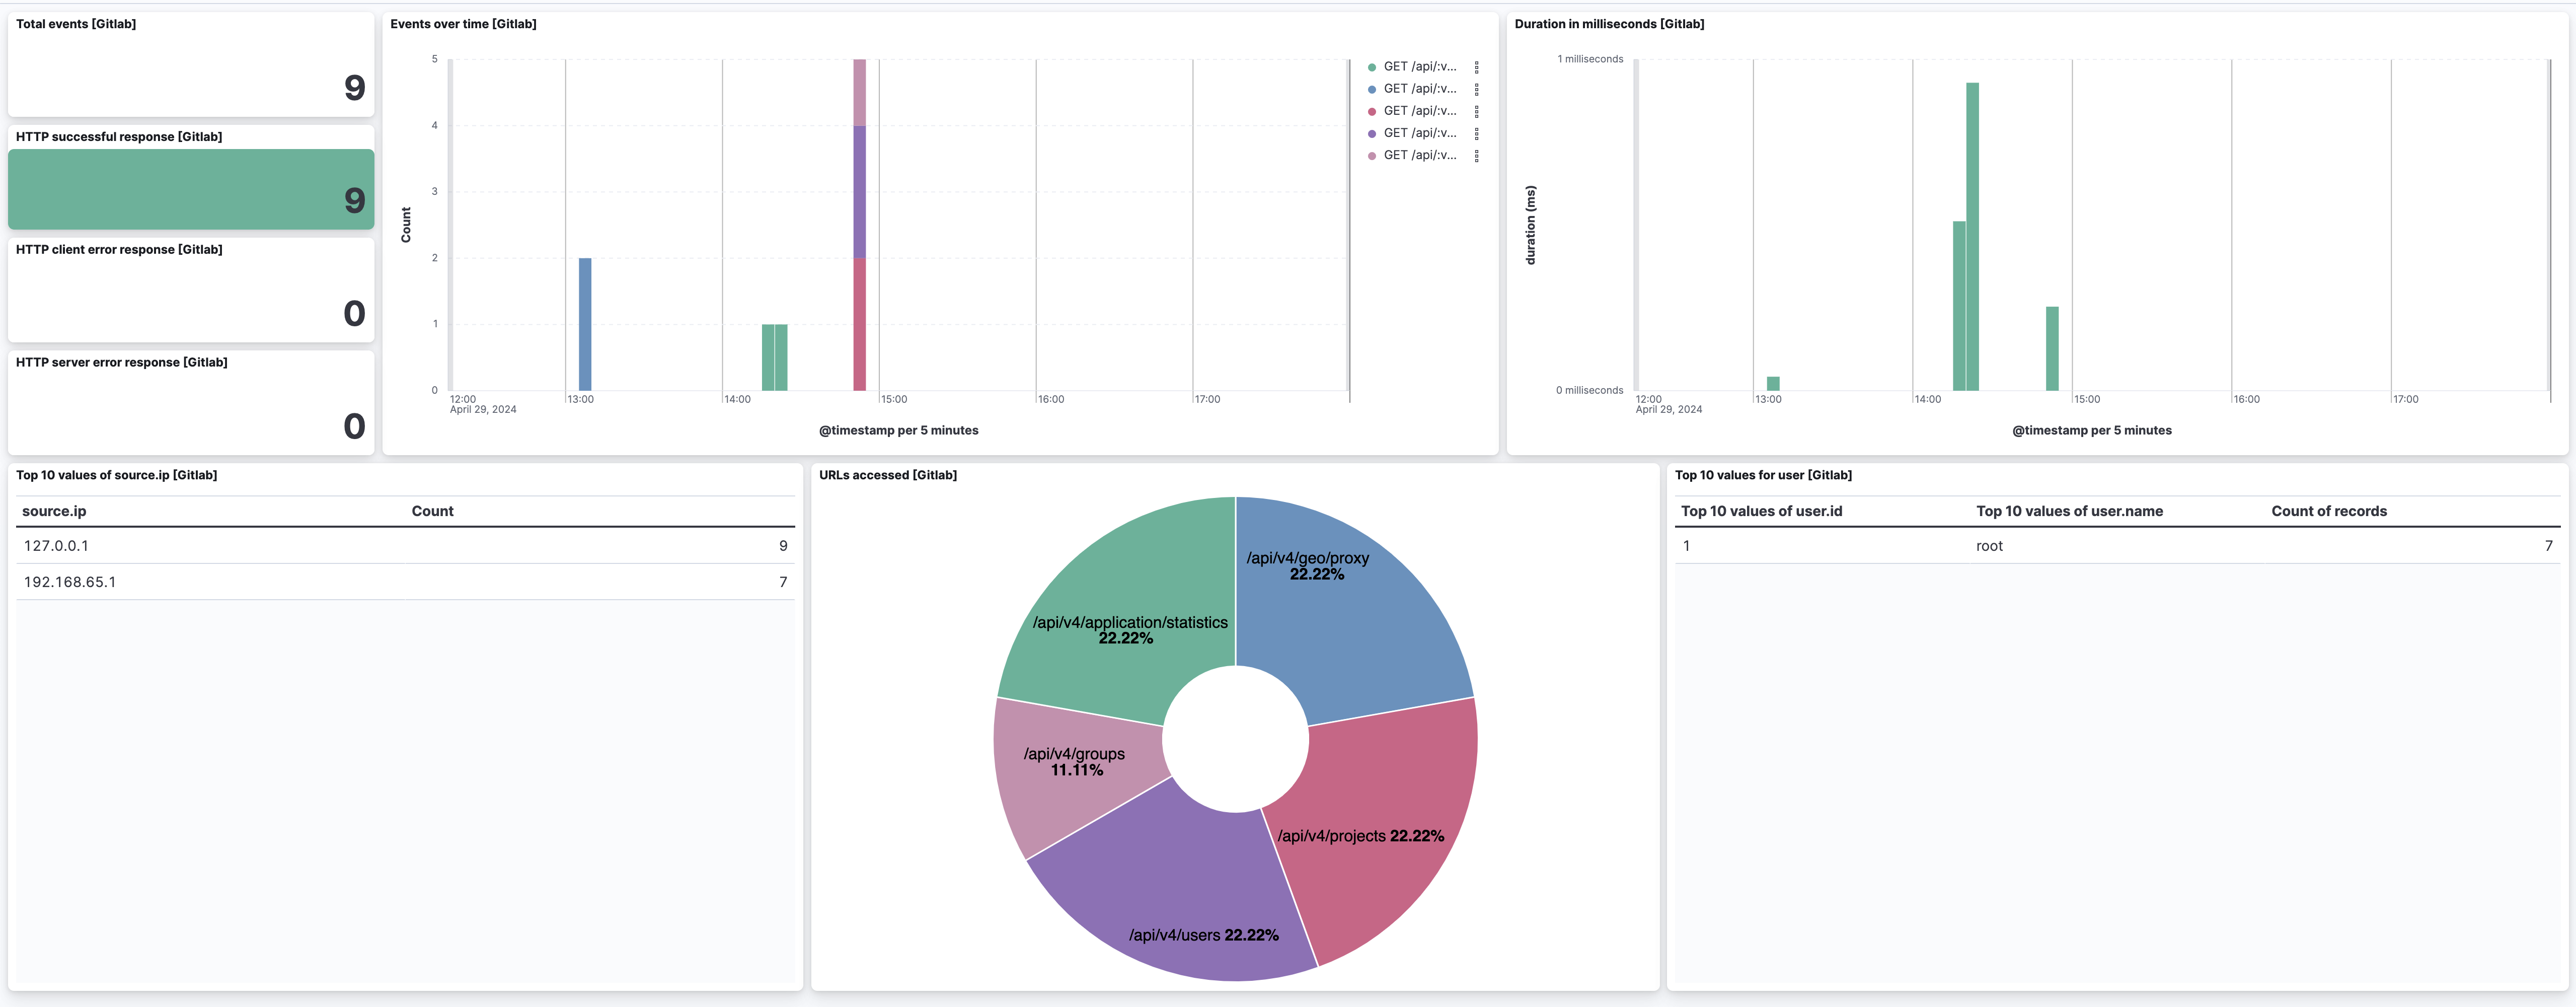 Total events [Gitlab]
9
HTTP successful response [Gitlab]
9
HTTP client error response [Gitlab]
0
HTTP server error response [Gitlab]
0
Events over time [Gitlab]
Count
5
4
3
2
1
0
12:00
13:00
14:00
15:00
16:00
17:00
April 29, 2024
@timestamp per 5 minutes
GET /api/:v...
GET /api/:v...
GET /api/:v...
GET /api/:v...
GET /api/:v...
Duration in milliseconds [Gitlab]
duration (ms)
1 milliseconds
0 milliseconds
12:00
13:00
14:00
15:00
16:00
17:00
April 29, 2024
@timestamp per 5 minutes
Top 10 values of source.ip [Gitlab]
source.ip Count
127.0.0.1 9
192.168.65.1 7
URLs accessed [Gitlab]
/api/v4/geo/proxy
22.22%
/api/v4/application/statistics
22.22%
/api/v4/groups
11.11%
/api/v4/projects 22.22%
/api/v4/users 22.22%
Top 10 values for user [Gitlab]
Top 10 values of user.id Top 10 values of user.name Count of records
1 root 7